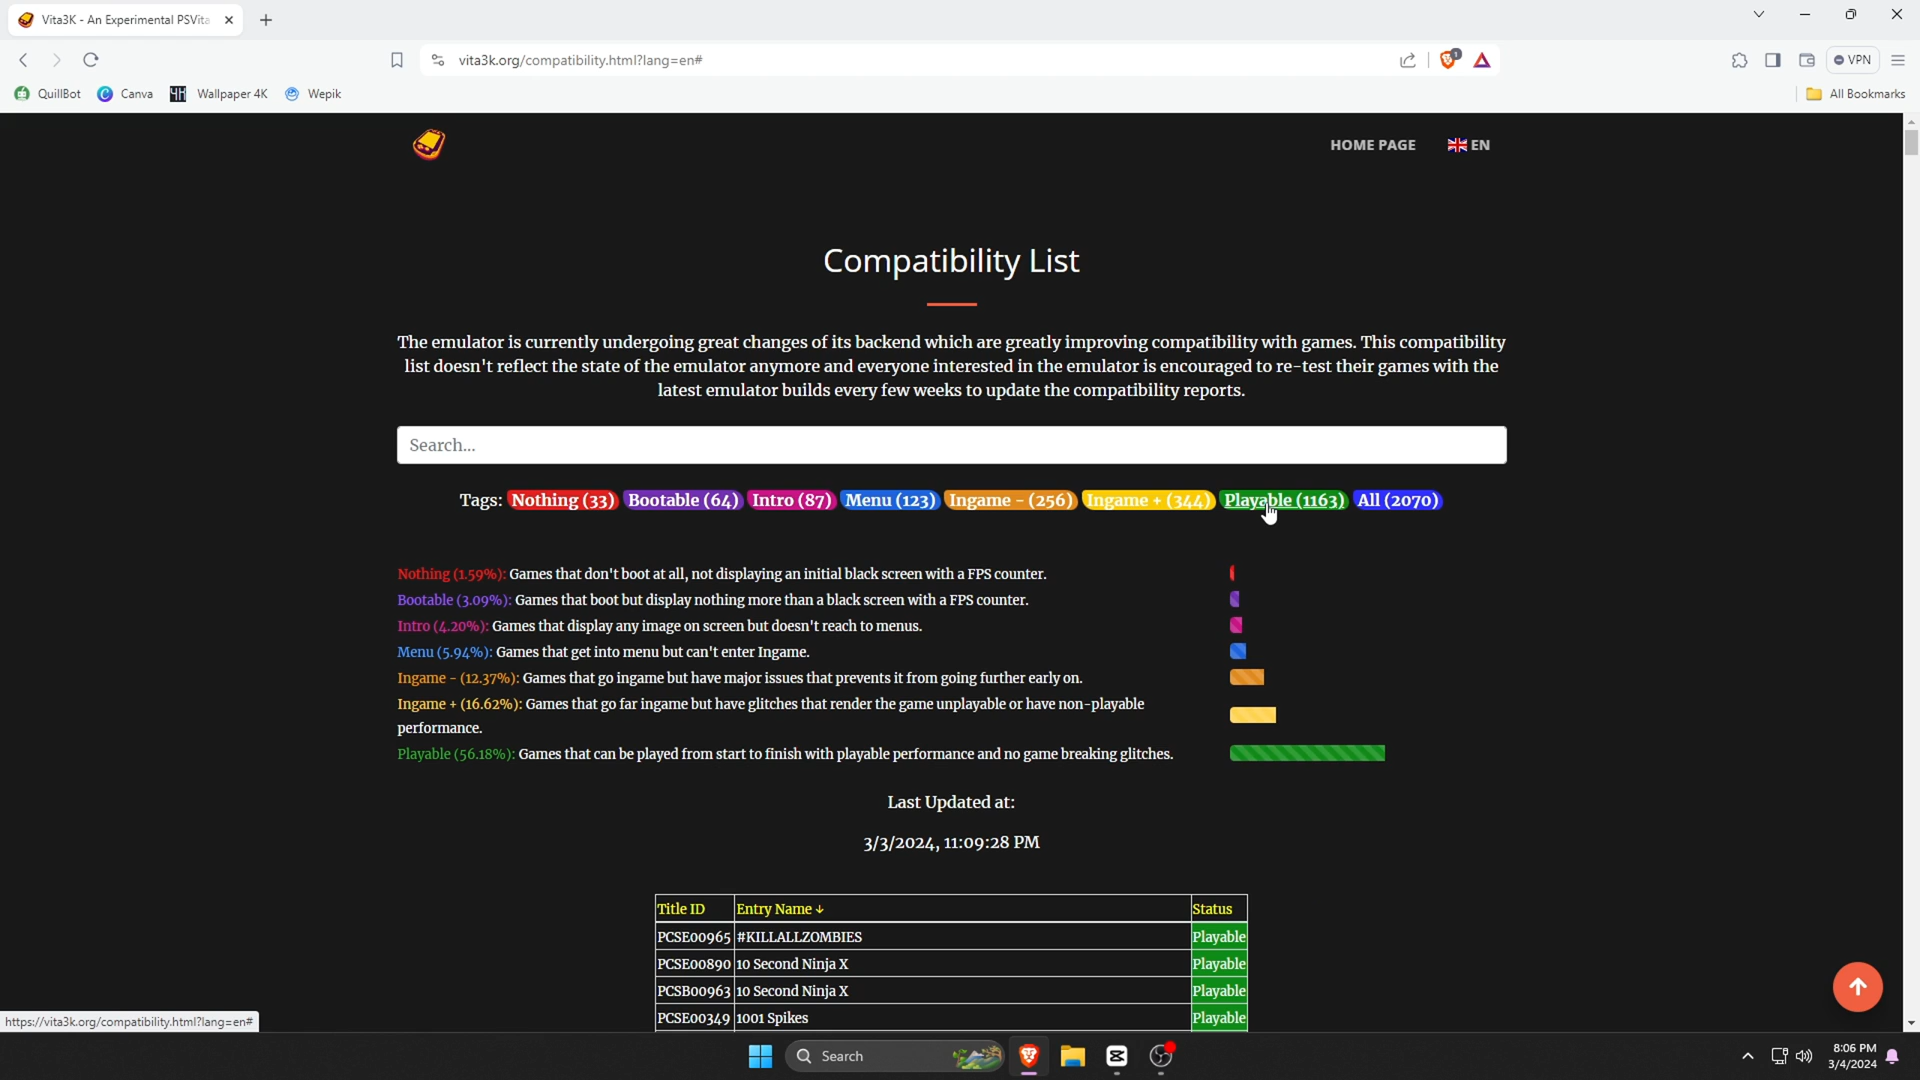 Vita3K - An Experimental PSVita
vita3k.org/compatibility.html?lang=en#
1
VPN
QuillBot
Canva
Wallpaper 4K
Wepik
All Bookmarks
HOME PAGE
EN
Compatibility List
The emulator is currently undergoing great changes of its backend which are greatly improving compatibility with games. This compatibility
list doesn't reflect the state of the emulator anymore and everyone interested in the emulator is encouraged to re-test their games with the
latest emulator builds every few weeks to update the compatibility reports.
Search...
Tags: Nothing (33) Bootable (64) Intro (87) Menu (123) Ingame - (256) Ingame + (344) Playable (1163) All (2070)
Nothing (1.59%): Games that don't boot at all, not displaying an initial black screen with a FPS counter.
Bootable (3.09%): Games that boot but display nothing more than a black screen with a FPS counter.
Intro (4.20%): Games that display any image on screen but doesn't reach to menus.
Menu (5.94%): Games that get into menu but can't enter Ingame.
Ingame - (12.37%): Games that go ingame but have major issues that prevents it from going further early on.
Ingame + (16.62%): Games that go far ingame but have glitches that render the game unplayable or have non-playable
performance.
Playable (56.18%): Games that can be played from start to finish with playable performance and no game breaking glitches.
Last Updated at:
3/3/2024, 11:09:28 PM
Title ID Entry Name ↓ Status
PCSE00965 #KILLALLZOMBIES Playable
PCSE00890 10 Second Ninja X Playable
PCSB00963 10 Second Ninja X Playable
PCSE00349 1001 Spikes Playable
https://vita3k.org/compatibility.html?lang=en#
Search
8:06 PM
3/4/2024